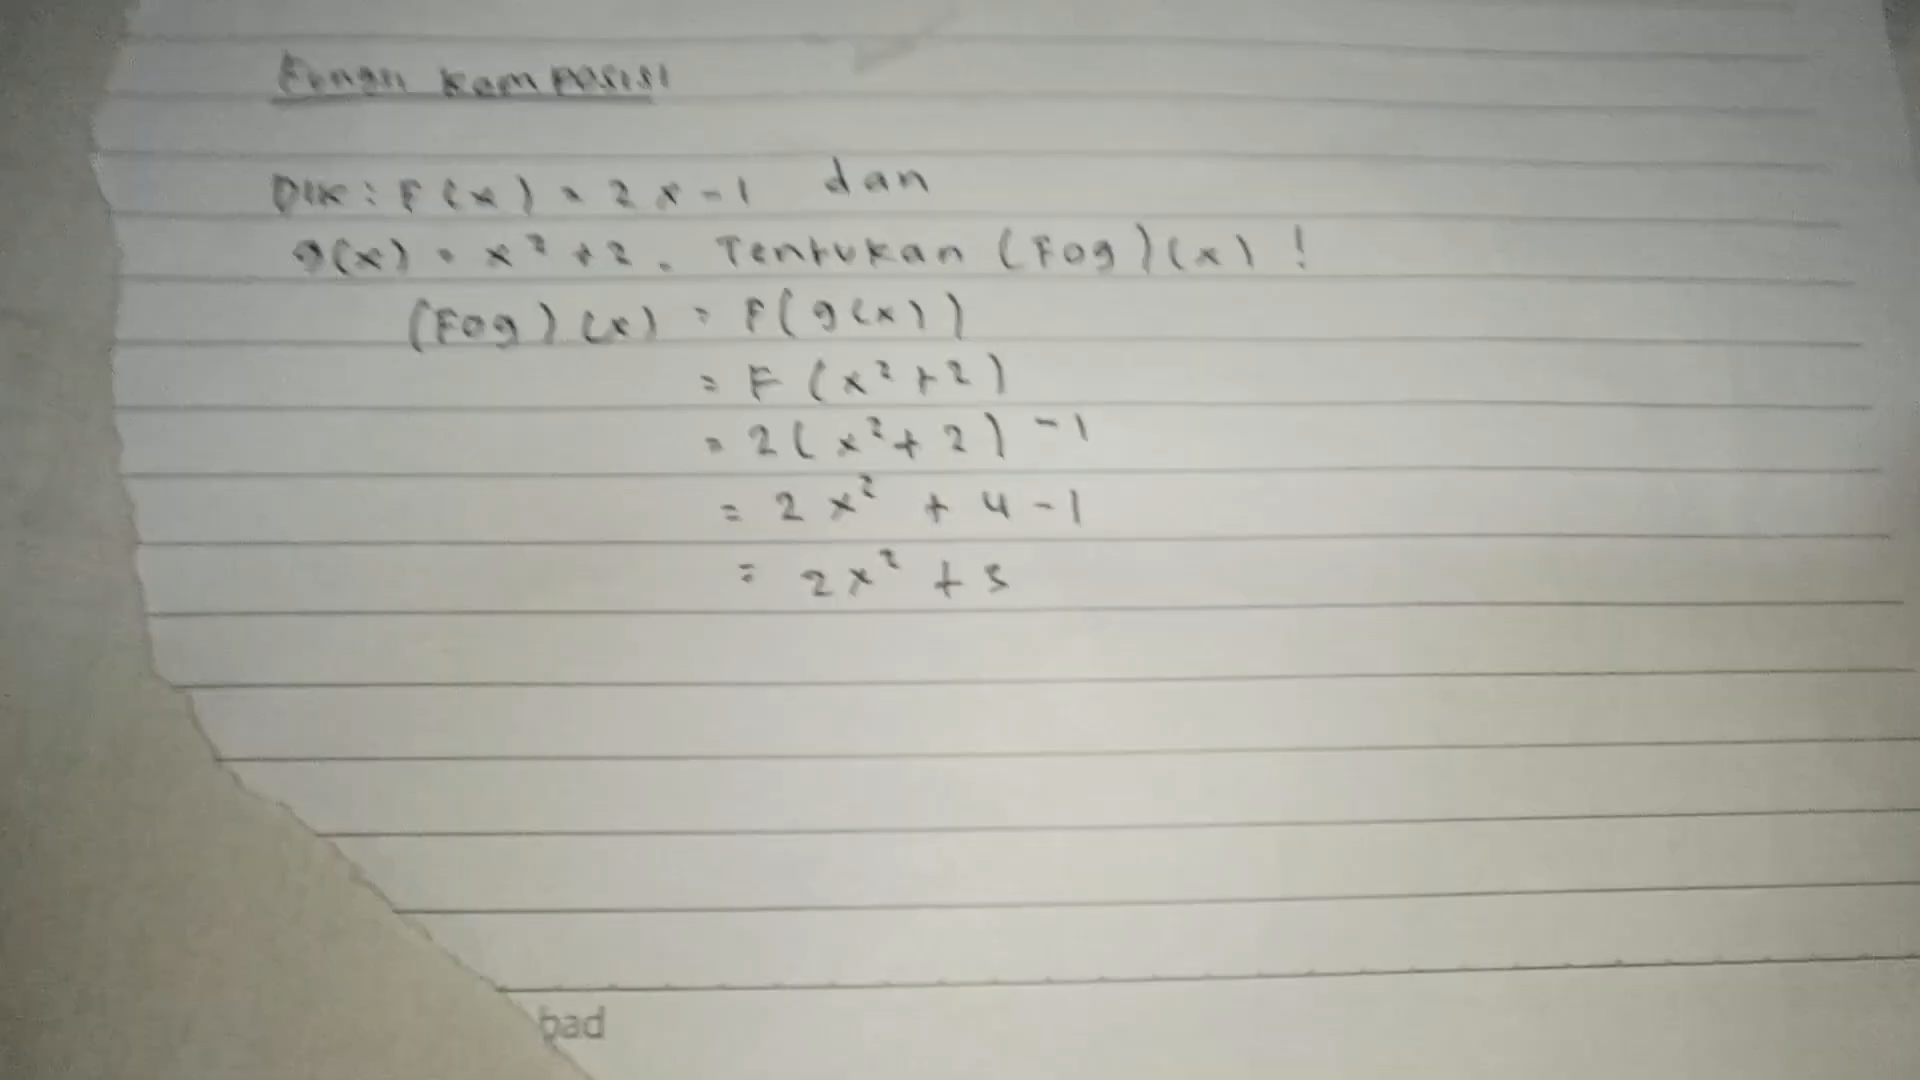 Fungsi komposisi
Dik : F(x) = 2x - 1 dan
g(x) = x² + 2. Tentukan (Fog)(x) !
(Fog)(x) = F(g(x))
= F(x² + 2)
= 2(x² + 2) - 1
= 2x² + 4 - 1
= 2x² + 3
bad